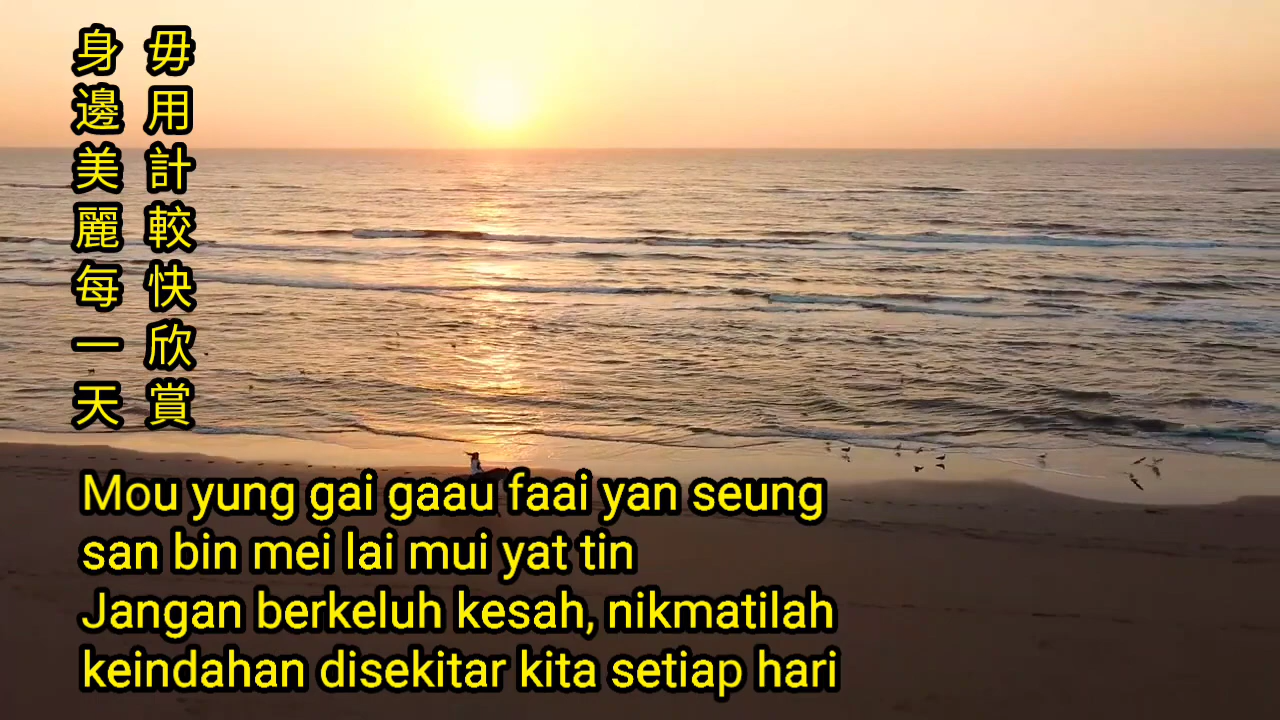 毋用計較快欣賞
身邊美麗每一天
Mou yung gai gaau faai yan seung
san bin mei lai mui yat tin
Jangan berkeluh kesah, nikmatilah
keindahan disekitar kita setiap hari